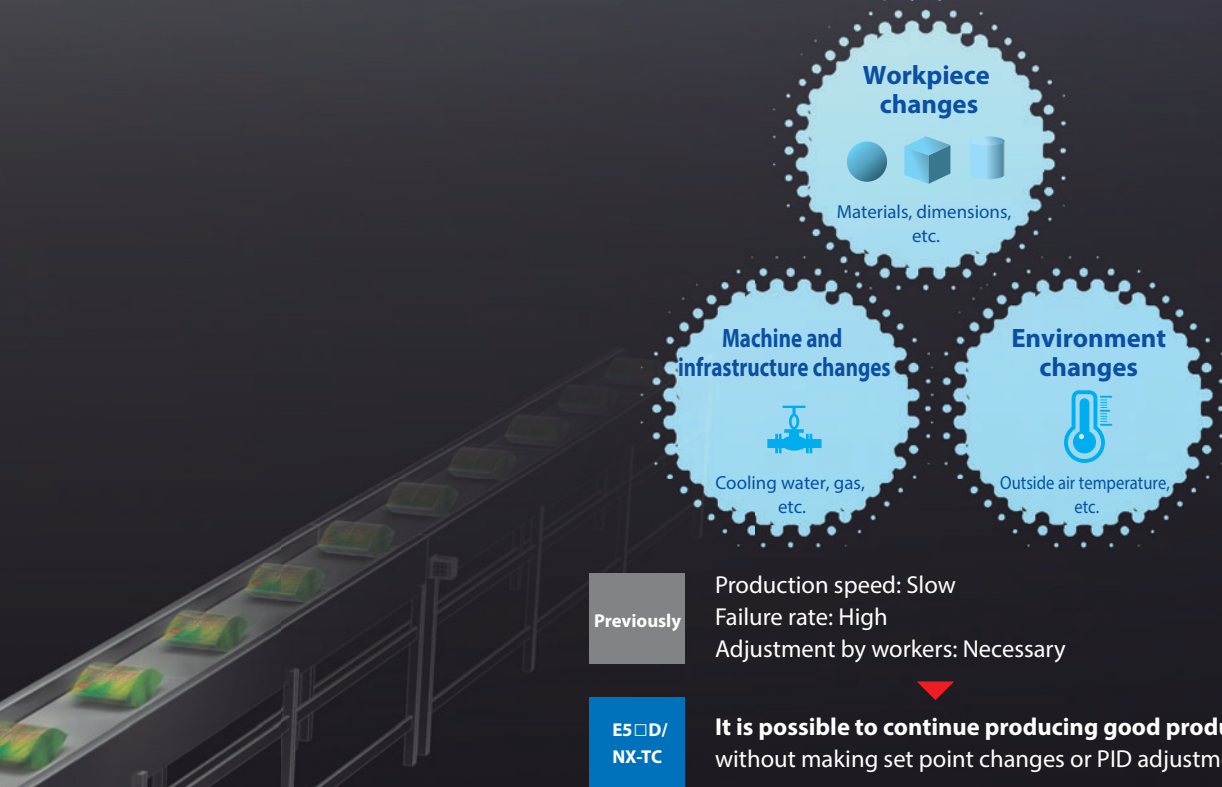 Workpiece
changes
Materials, dimensions,
etc.
Machine and
infrastructure changes
Cooling water, gas,
etc.
Environment
changes
Outside air temperature,
etc.
Previously
Production speed: Slow
Failure rate: High
Adjustment by workers: Necessary
E5□D/
NX-TC
It is possible to continue producing good
without making set point changes or PID